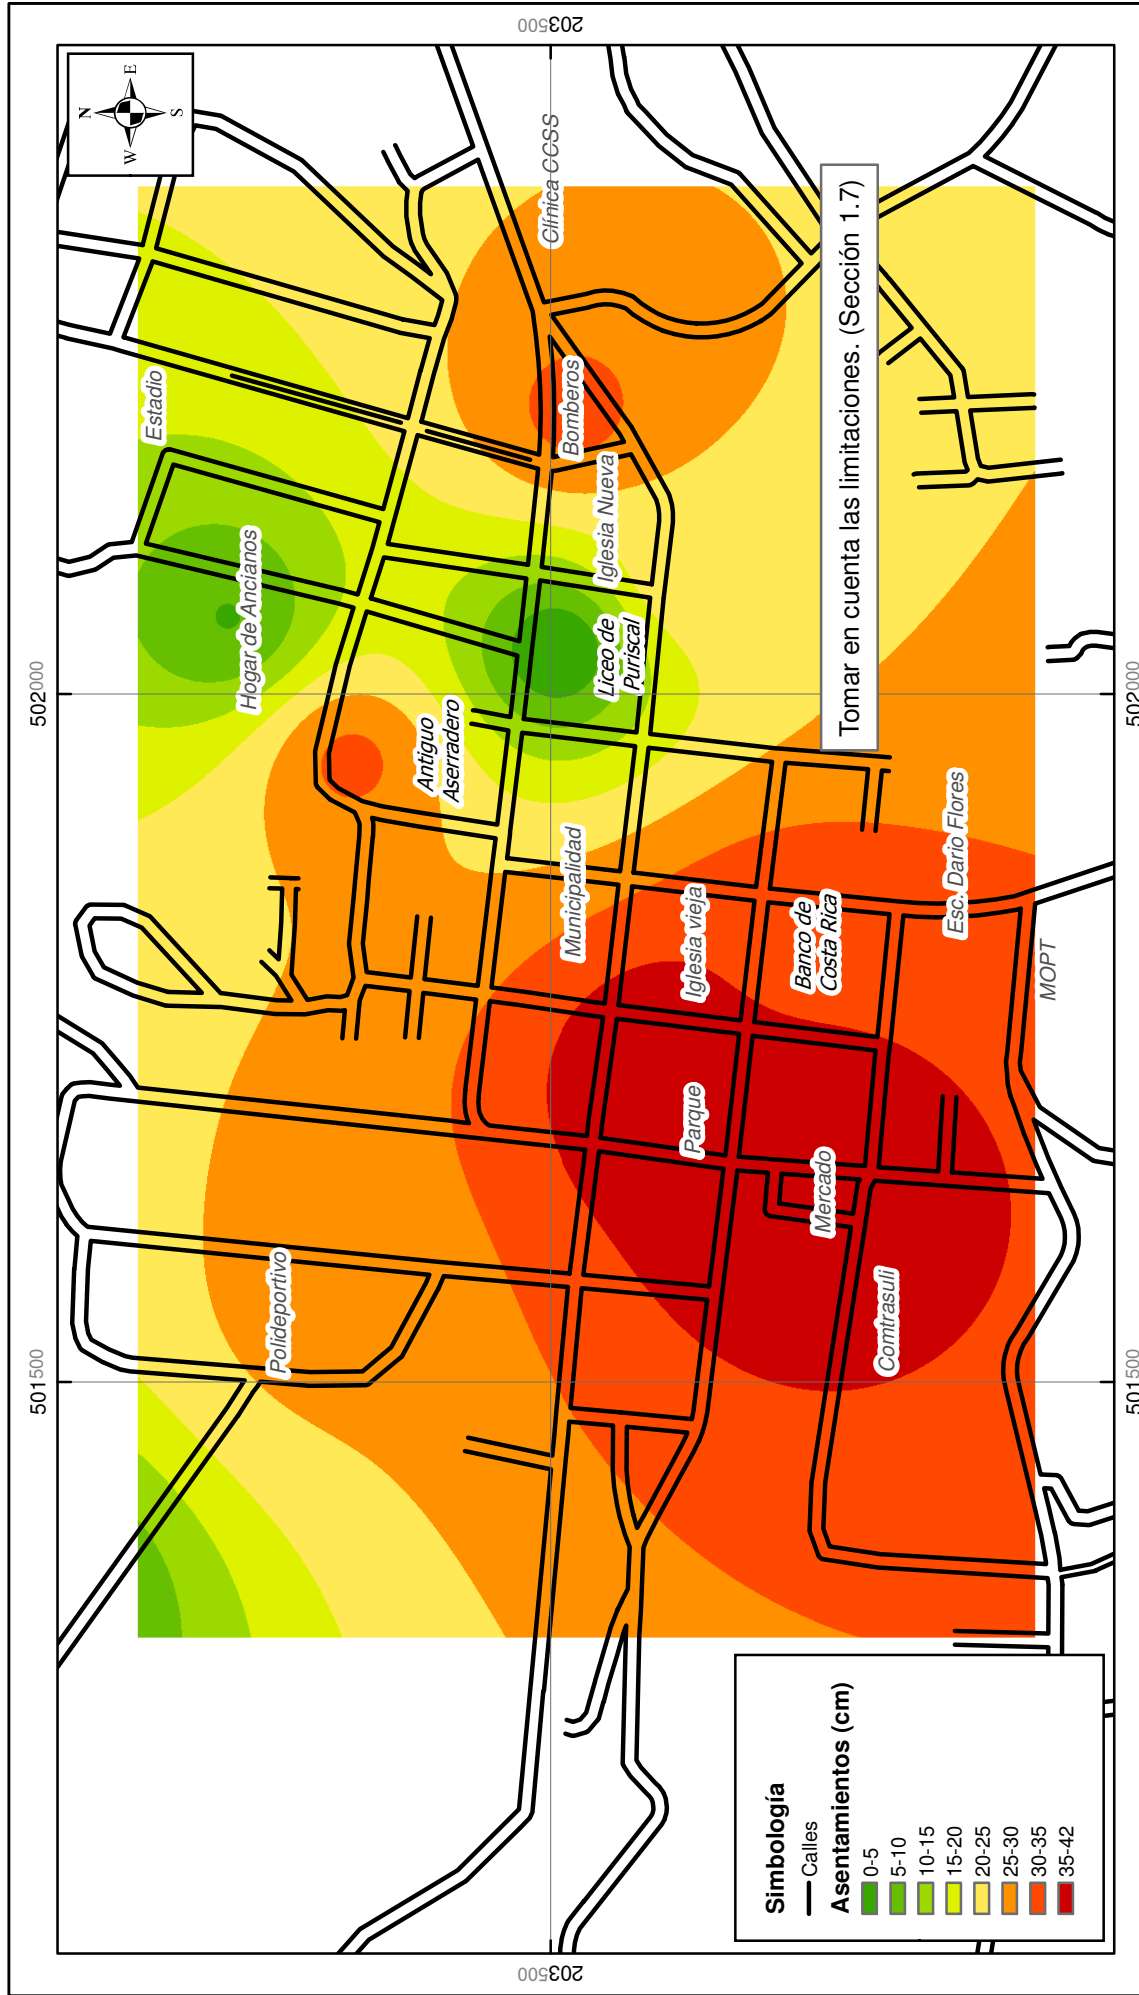 501500
502000
N
W
E
S
203500
203500
Estadio
Hogar de Ancianos
Polideportivo
Antiguo
Aserradero
Clínica CCSS
Bomberos
Iglesia Nueva
Liceo de
Puriscal
Municipalidad
Iglesia vieja
Parque
Banco de
Costa Rica
Mercado
Comtrasuli
Esc. Dario Flores
MOPT
Tomar en cuenta las limitaciones. (Sección 1.7)
Simbología
Calles
Asentamientos (cm)
0-5
5-10
10-15
15-20
20-25
25-30
30-35
35-42
501500
502000